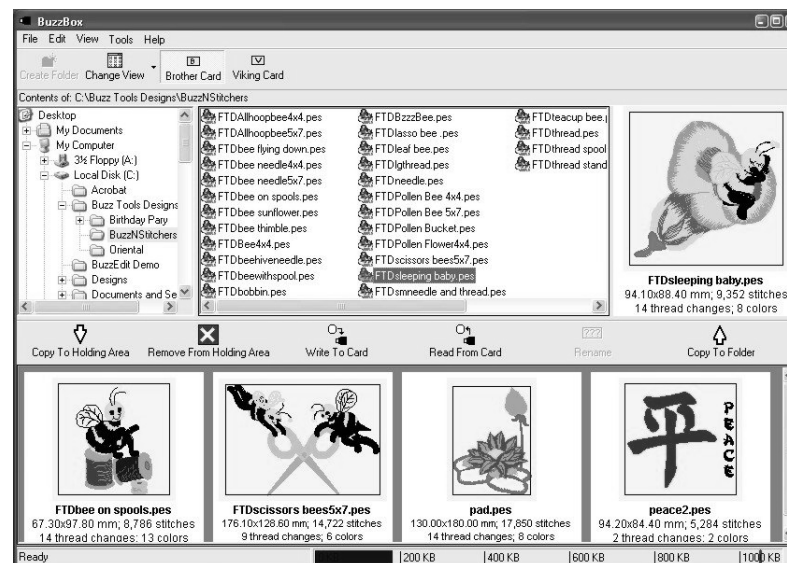 BuzzBox
File Edit View Tools Help
Create Folder Change View Brother Card Viking Card
Contents of: C:\Buzz Tools Designs\BuzzNStitchers
Desktop
My Documents
My Computer
3½ Floppy (A:)
Local Disk (C:)
Acrobat
Buzz Tools Designs
Birthday Pary
BuzzNStitchers
Oriental
BuzzEdit Demo
Designs
Documents and Se
FTDAllhoopbee4x4.pes
FTDAllhoopbee5x7.pes
FTDbee flying down.pes
FTDbee needle4x4.pes
FTDbee needle5x7.pes
FTDbee on spools.pes
FTDbee sunflower.pes
FTDbee thimble.pes
FTDBee4x4.pes
FTDbeehiveneedle.pes
FTDbeewithspool.pes
FTDbobbin.pes
FTDBzzzBee.pes
FTDlasso bee .pes
FTDleaf bee.pes
FTDlgthread.pes
FTDneedle.pes
FTDPollen Bee 4x4.pes
FTDPollen Bee 5x7.pes
FTDPollen Bucket.pes
FTDPollen Flower4x4.pes
FTDscissors bees5x7.pes
FTDsleeping baby.pes
FTDsmneedle and thread.pes
FTDteacup bee.
FTDthread.pes
FTDthread spool
FTDthread stand
FTDsleeping baby.pes
94.10x88.40 mm; 9,352 stitches
14 thread changes; 8 colors
Copy To Holding Area Remove From Holding Area Write To Card Read From Card Rename Copy To Folder
FTDbee on spools.pes
67.30x97.80 mm; 8,786 stitches
14 thread changes; 13 colors
FTDscissors bees5x7.pes
176.10x128.60 mm; 14,722 stitches
9 thread changes; 6 colors
pad.pes
130.00x180.00 mm; 17,850 stitches
14 thread changes; 8 colors
平
PEACE
peace2.pes
94.20x84.40 mm; 5,284 stitches
2 thread changes; 2 colors
Ready 200 KB 400 KB 600 KB 800 KB 1000 KB